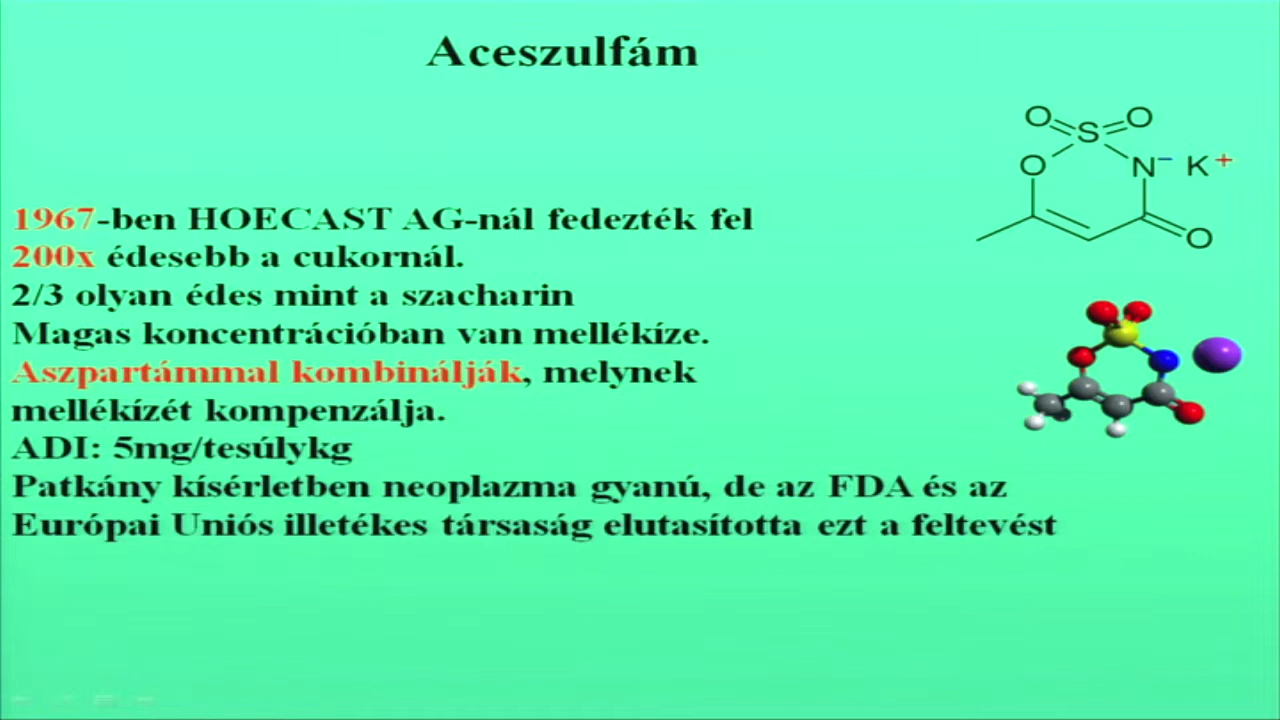 Aceszulfám
O O
S
O N⁻ K⁺
O
1967-ben HOECAST AG-nál fedezték fel
200x édesebb a cukornál.
2/3 olyan édes mint a szacharin
Magas koncentrációban van mellékíze.
Aszpartámmal kombinálják, melynek
mellékízét kompenzálja.
ADI: 5mg/tesúlykg
Patkány kísérletben neoplazma gyanú, de az FDA és az
Európai Uniós illetékes társaság elutasította ezt a feltevést